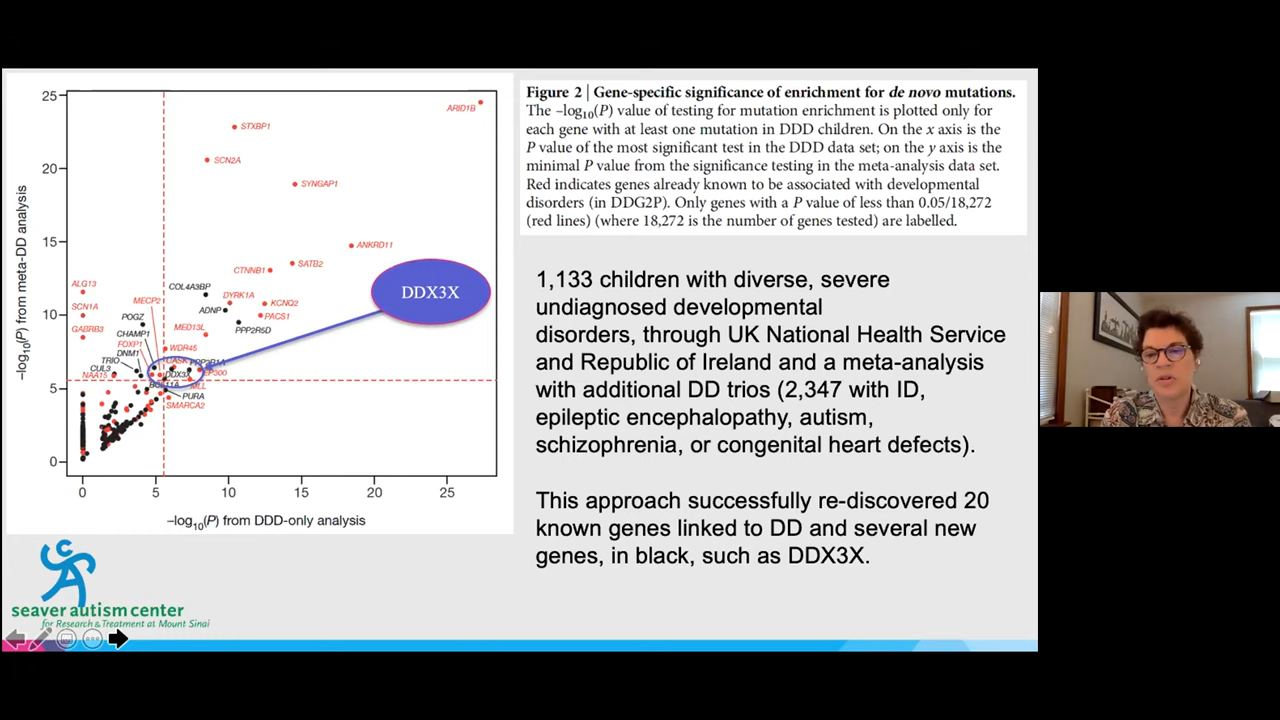 25
20
15
10
5
0
0
5
10
15
20
25
−log10(P) from meta-DD analysis
−log10(P) from DDD-only analysis
ARID1B
STXBP1
SCN2A
SYNGAP1
ANKRD11
SATB2
CTNNB1
ALG13
COL4A3BP
MECP2
DYRK1A
KCNQ2
SCN1A
ADNP
PACS1
POGZ
PPP2R5D
GABRB3
MED13L
CHAMP1
FOXP1
WDR45
DNM1
TRIO
CASK
PPP2R1A
CUL3
EP300
NAA15
DDX3X
BCL11A
MLL
PURA
SMARCA2
DDX3X
Figure 2 | Gene-specific significance of enrichment for de novo mutations.
The −log10(P) value of testing for mutation enrichment is plotted only for
each gene with at least one mutation in DDD children. On the x axis is the
P value of the most significant test in the DDD data set; on the y axis is the
minimal P value from the significance testing in the meta-analysis data set.
Red indicates genes already known to be associated with developmental
disorders (in DDG2P). Only genes with a P value of less than 0.05/18,272
(red lines) (where 18,272 is the number of genes tested) are labelled.
1,133 children with diverse, severe
undiagnosed developmental
disorders, through UK National Health Service
and Republic of Ireland and a meta-analysis
with additional DD trios (2,347 with ID,
epileptic encephalopathy, autism,
schizophrenia, or congenital heart defects).
This approach successfully re-discovered 20
known genes linked to DD and several new
genes, in black, such as DDX3X.
seaver autism center
for Research & Treatment at Mount Sinai